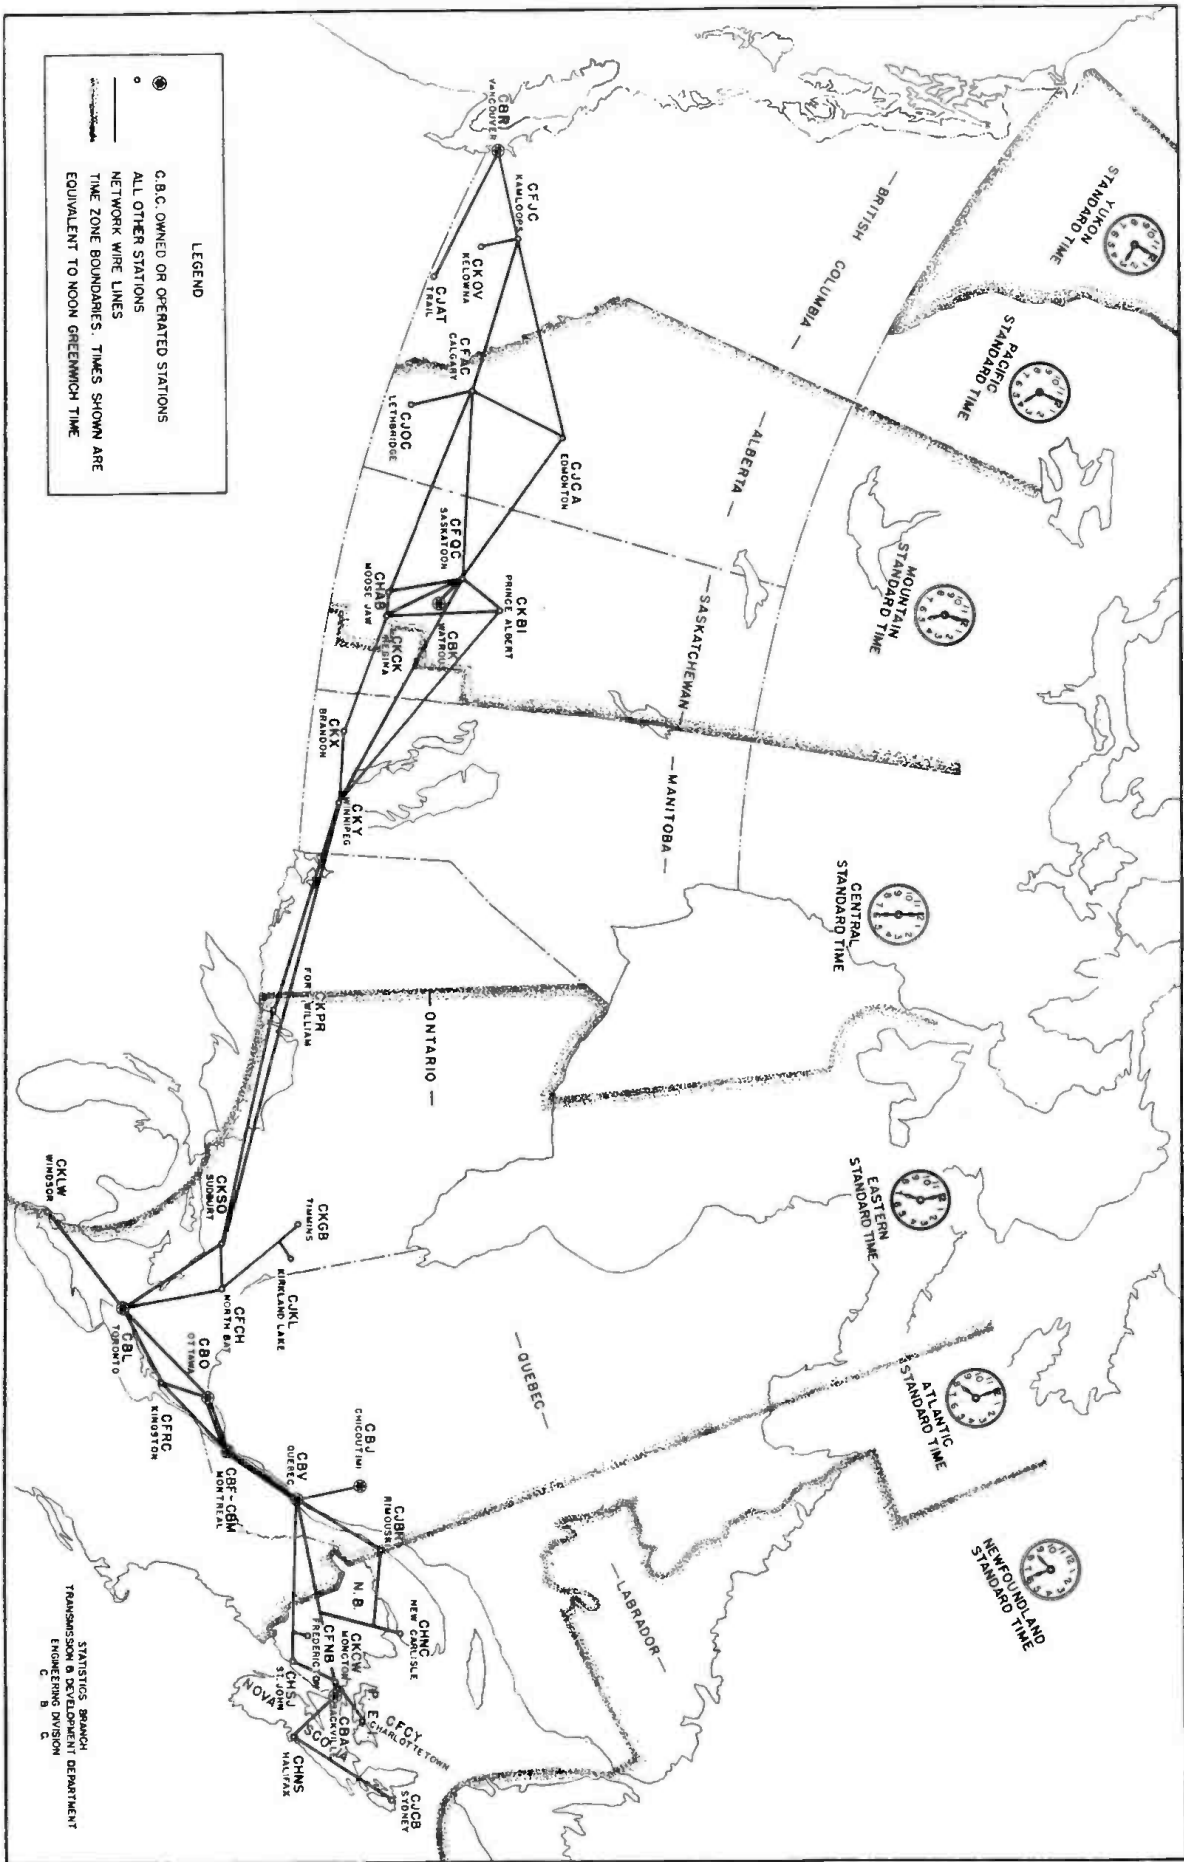 YUKON
STANDARD TIME
PACIFIC
STANDARD TIME
MOUNTAIN
STANDARD TIME
CENTRAL
STANDARD TIME
EASTERN
STANDARD TIME
ATLANTIC
STANDARD TIME
NEWFOUNDLAND
STANDARD TIME
— BRITISH COLUMBIA —
— ALBERTA —
— SASKATCHEWAN —
— MANITOBA —
— ONTARIO —
— QUEBEC —
— LABRADOR —
N.B.
P.E.I.
NOVA SCOTIA
CBR
VANCOUVER
CFJC
KAMLOOPS
CKOV
KELOWNA
CJAT
TRAIL
CFAC
CALGARY
CJOC
LETHBRIDGE
CJCA
EDMONTON
CFQC
SASKATOON
CKBI
PRINCE ALBERT
CBK
WATROUS
CHAB
MOOSE JAW
CKCK
REGINA
CKX
BRANDON
CKY
WINNIPEG
CKPR
FORT WILLIAM
CKSO
SUDBURY
CKGB
TIMMINS
CJKL
KIRKLAND LAKE
CFCH
NORTH BAY
CKLW
WINDSOR
CBL
TORONTO
CBO
OTTAWA
CFRC
KINGSTON
CBF-CBM
MONTREAL
CBV
QUEBEC
CBJ
CHICOUTIMI
CJBR
RIMOUSKI
CHNC
NEW CARLISLE
CFNB
FREDERICTON
CKCW
MONCTON
CHSJ
ST. JOHN
CBA
SACKVILLE
CFCY
CHARLOTTETOWN
CHNS
HALIFAX
CJCB
SYDNEY
LEGEND
C.B.C. OWNED OR OPERATED STATIONS
ALL OTHER STATIONS
NETWORK WIRE LINES
TIME ZONE BOUNDARIES. TIMES SHOWN ARE
EQUIVALENT TO NOON GREENWICH TIME
STATISTICS BRANCH
TRANSMISSION & DEVELOPMENT DEPARTMENT
ENGINEERING DIVISION
C B C